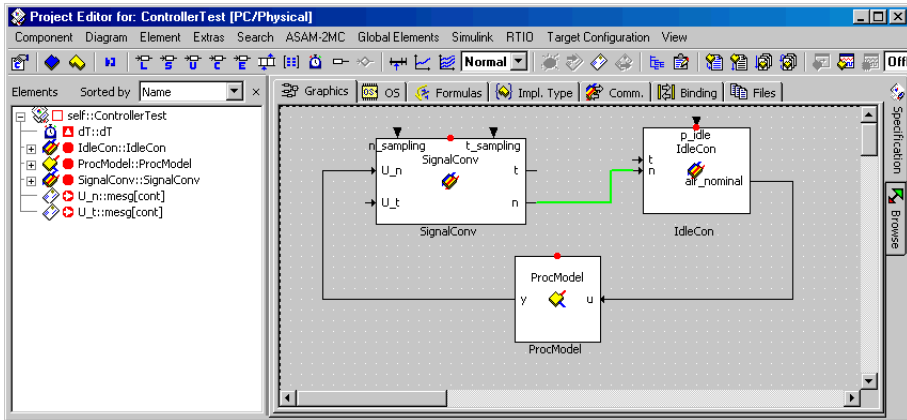 Project Editor for: ControllerTest [PC/Physical]
Component Diagram Element Extras Search ASAM-2MC Global Elements Simulink RTIO Target Configuration View
Normal Offl
Elements Sorted by Name × Graphics OS OS Formulas Impl. Type Comm. Binding Files
self::ControllerTest
dT::dT
IdleCon::IdleCon
ProcModel::ProcModel
SignalConv::SignalConv
U_n::mesg[cont]
U_t::mesg[cont]
n_sampling t_sampling
SignalConv
U_n t
U_t n
SignalConv
p_idle
IdleCon
t
n
air_nominal
IdleCon
ProcModel
y u
ProcModel
Specification
Browse